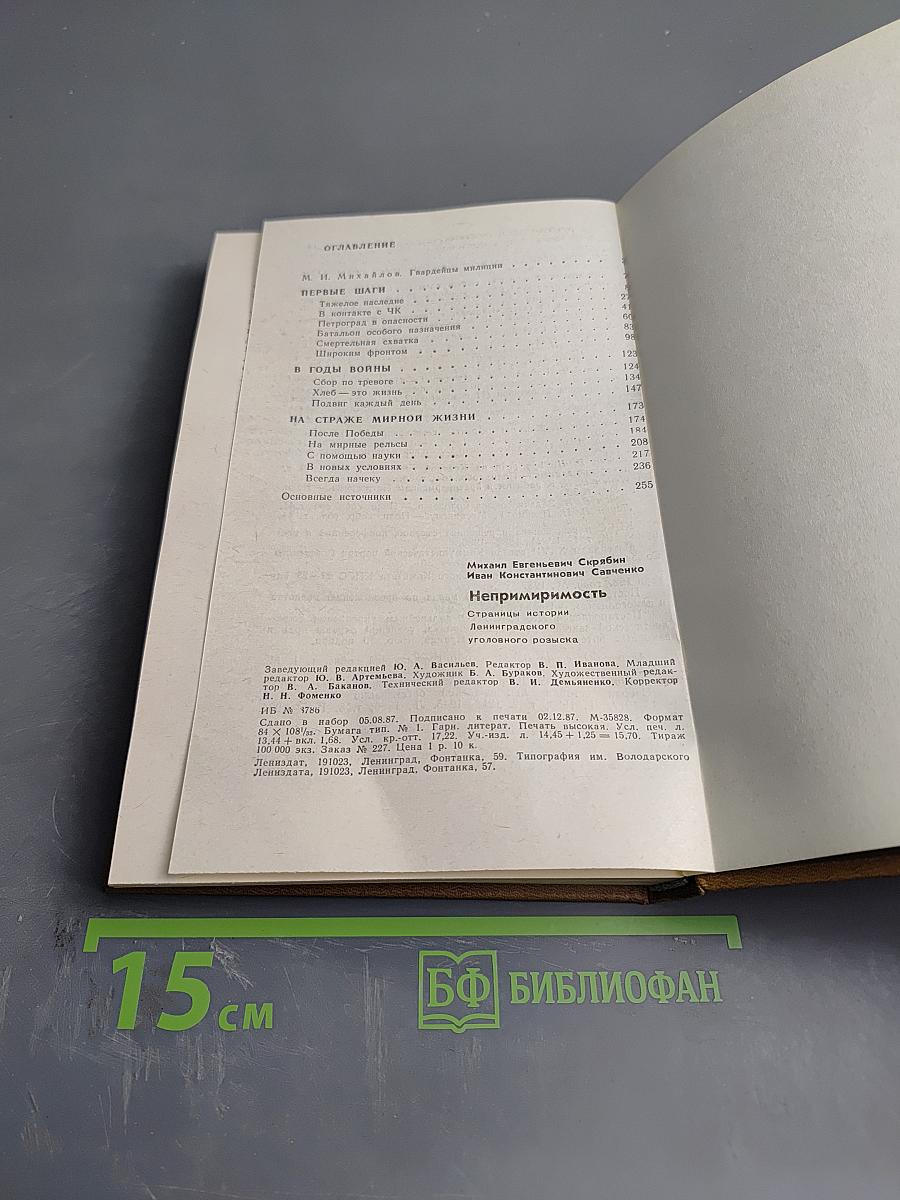 ОГЛАВЛЕНИЕ
М. И. Михайлов. Гвардейцы милиции
ПЕРВЫЕ ШАГИ
Тяжелое наследие
В контакте с ЧК
Петроград в опасности
Батальон особого назначения
Смертельная схватка
Широким фронтом
В ГОДЫ ВОЙНЫ . . . 123
Сбор по тревоге . . . 124
Хлеб — это жизнь . . . 134
Подвиг каждый день . . . 147
НА СТРАЖЕ МИРНОЙ ЖИЗНИ . . . 173
После Победы . . . 174
На мирные рельсы . . . 184
С помощью науки . . . 208
В новых условиях . . . 217
Всегда начеку . . . 236
Основные источники . . . 255
Михаил Евгеньевич Скрябин
Иван Константинович Савченко
Непримиримость
Страницы истории
Ленинградского
уголовного розыска
Заведующий редакцией Ю. А. Васильев. Редактор В. П. Иванова. Младший
редактор Ю. В. Артемьева. Художник Б. А. Бураков. Художественный редак-
тор В. А. Баканов. Технический редактор В. И. Демьяненко. Корректор
Н. Н. Фоменко
ИБ №
Сдано в набор 05.08.87. Подписано к печати 02.12.87. М-35828. Формат
84 × 108¹/₃₂. Бумага тип. № 1. Гарн. литерат. Печать высокая. Усл. печ. л.
13,44 + вкл. 1,68. Усл. кр.-отт. 17,22. Уч.-изд. л. 14,45 + 1,25 = 15,70. Тираж
100 000 экз. Заказ № 227. Цена 1 р. 10 к.
Лениздат, 191023, Ленинград, Фонтанка, 59. Типография им. Володарского
Лениздата, 191023, Ленинград, Фонтанка, 57.
15 см
БФ БИБЛИОФАН